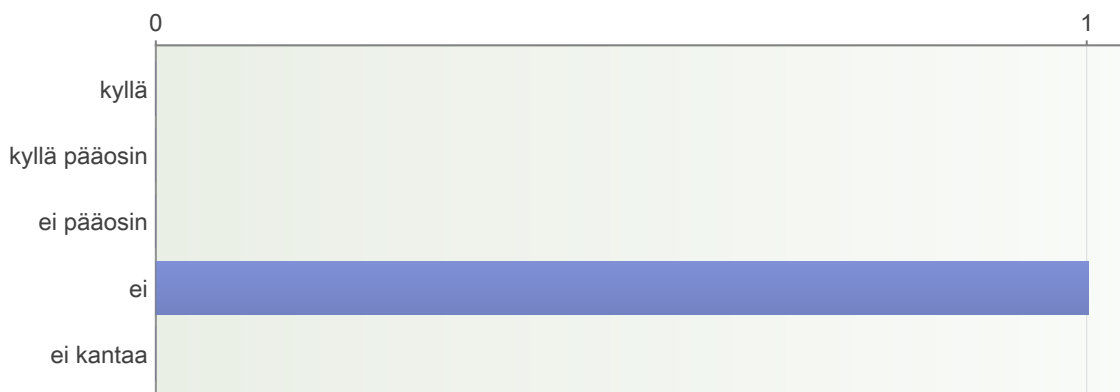 0 1
kyllä
kyllä pääosin
ei pääosin
ei
ei kantaa